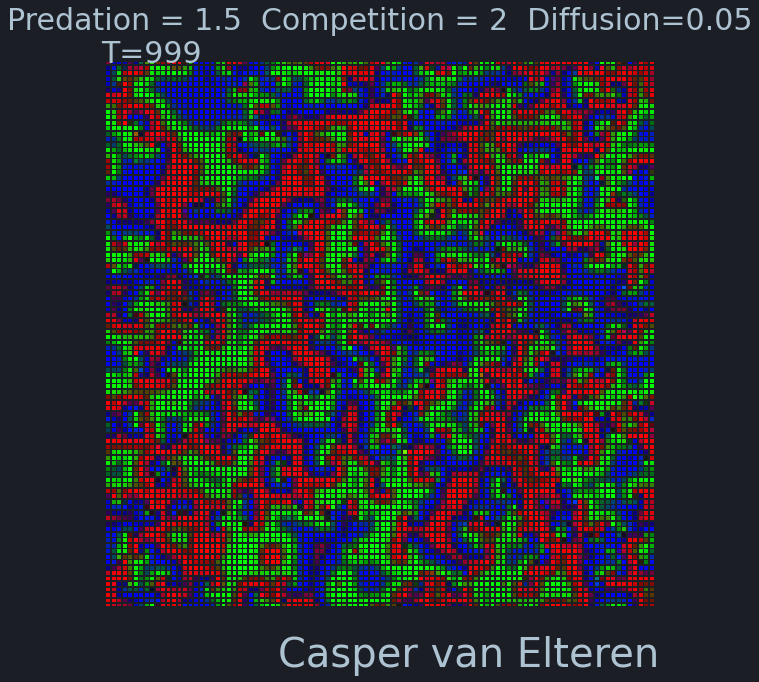 Predation = 1.5  Competition = 2  Diffusion=0.05
T=999
Casper van Elteren